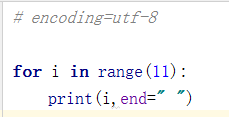 # encoding=utf-8
for i in range(11):
    print(i,end=" ")